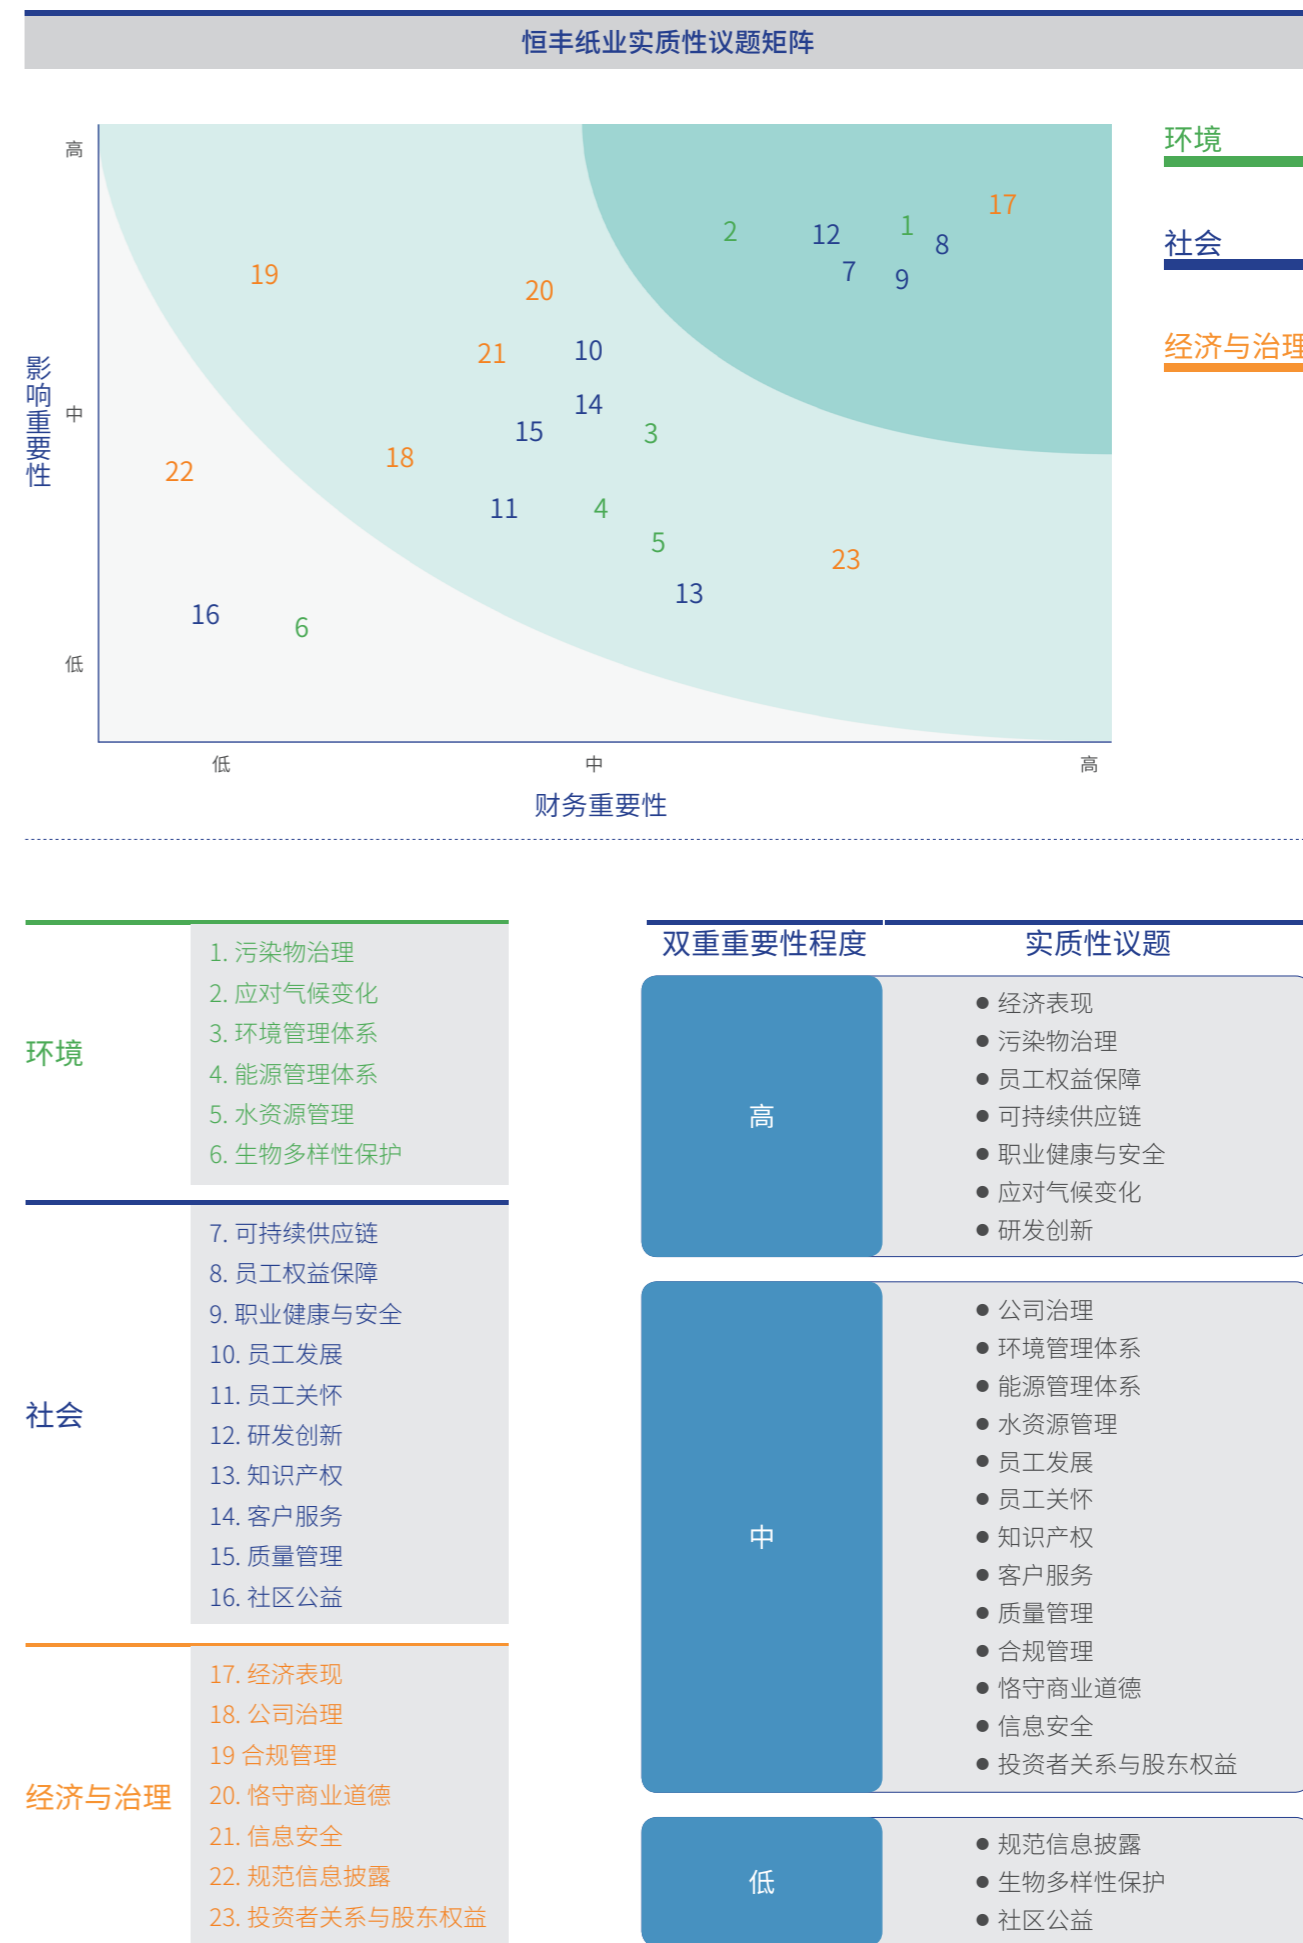 恒丰纸业实质性议题矩阵
环境
社会
经济与治理
影响重要性
高
中
低
17
1
2
12
8
7
9
19
20
21
10
14
15
3
18
22
11
4
5
23
13
16
6
低
中
高
财务重要性
环境
1. 污染物治理
2. 应对气候变化
3. 环境管理体系
4. 能源管理体系
5. 水资源管理
6. 生物多样性保护
社会
7. 可持续供应链
8. 员工权益保障
9. 职业健康与安全
10. 员工发展
11. 员工关怀
12. 研发创新
13. 知识产权
14. 客户服务
15. 质量管理
16. 社区公益
经济与治理
17. 经济表现
18. 公司治理
19 合规管理
20. 恪守商业道德
21. 信息安全
22. 规范信息披露
23. 投资者关系与股东权益
双重重要性程度 实质性议题
高
● 经济表现
● 污染物治理
● 员工权益保障
● 可持续供应链
● 职业健康与安全
● 应对气候变化
● 研发创新
中
● 公司治理
● 环境管理体系
● 能源管理体系
● 水资源管理
● 员工发展
● 员工关怀
● 知识产权
● 客户服务
● 质量管理
● 合规管理
● 恪守商业道德
● 信息安全
● 投资者关系与股东权益
低
● 规范信息披露
● 生物多样性保护
● 社区公益